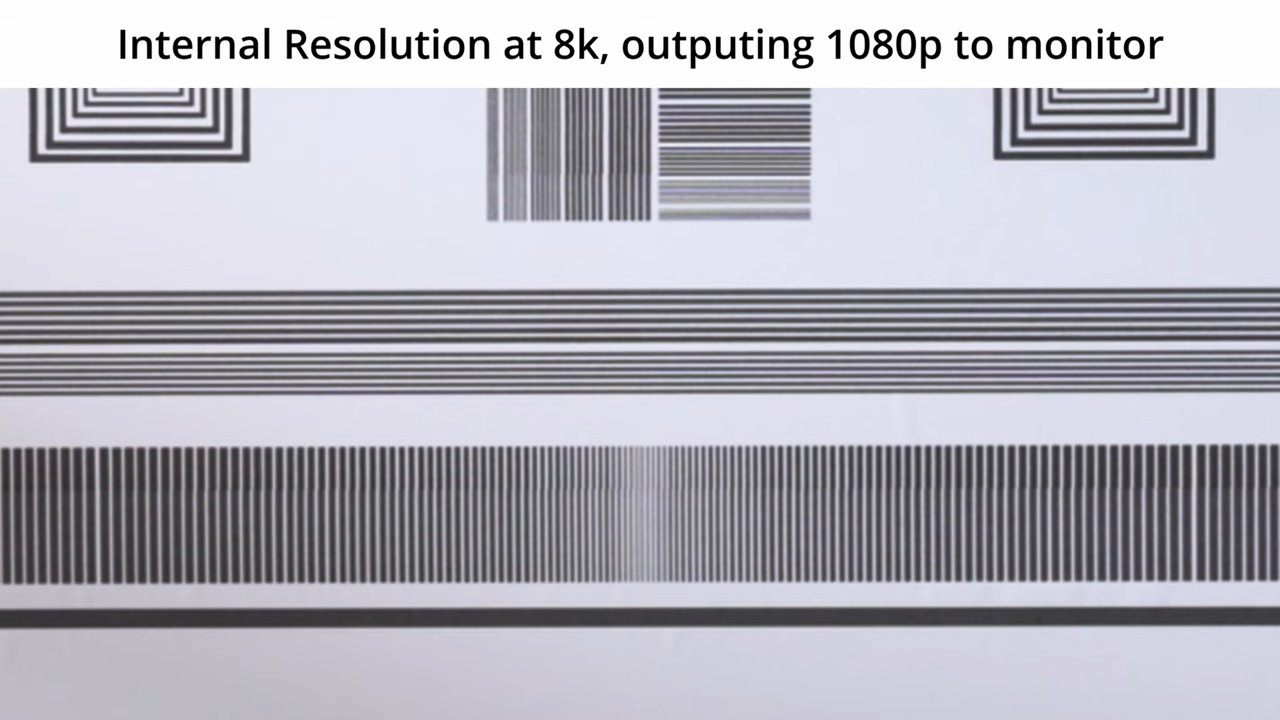 Internal Resolution at 8k, outputing 1080p to monitor